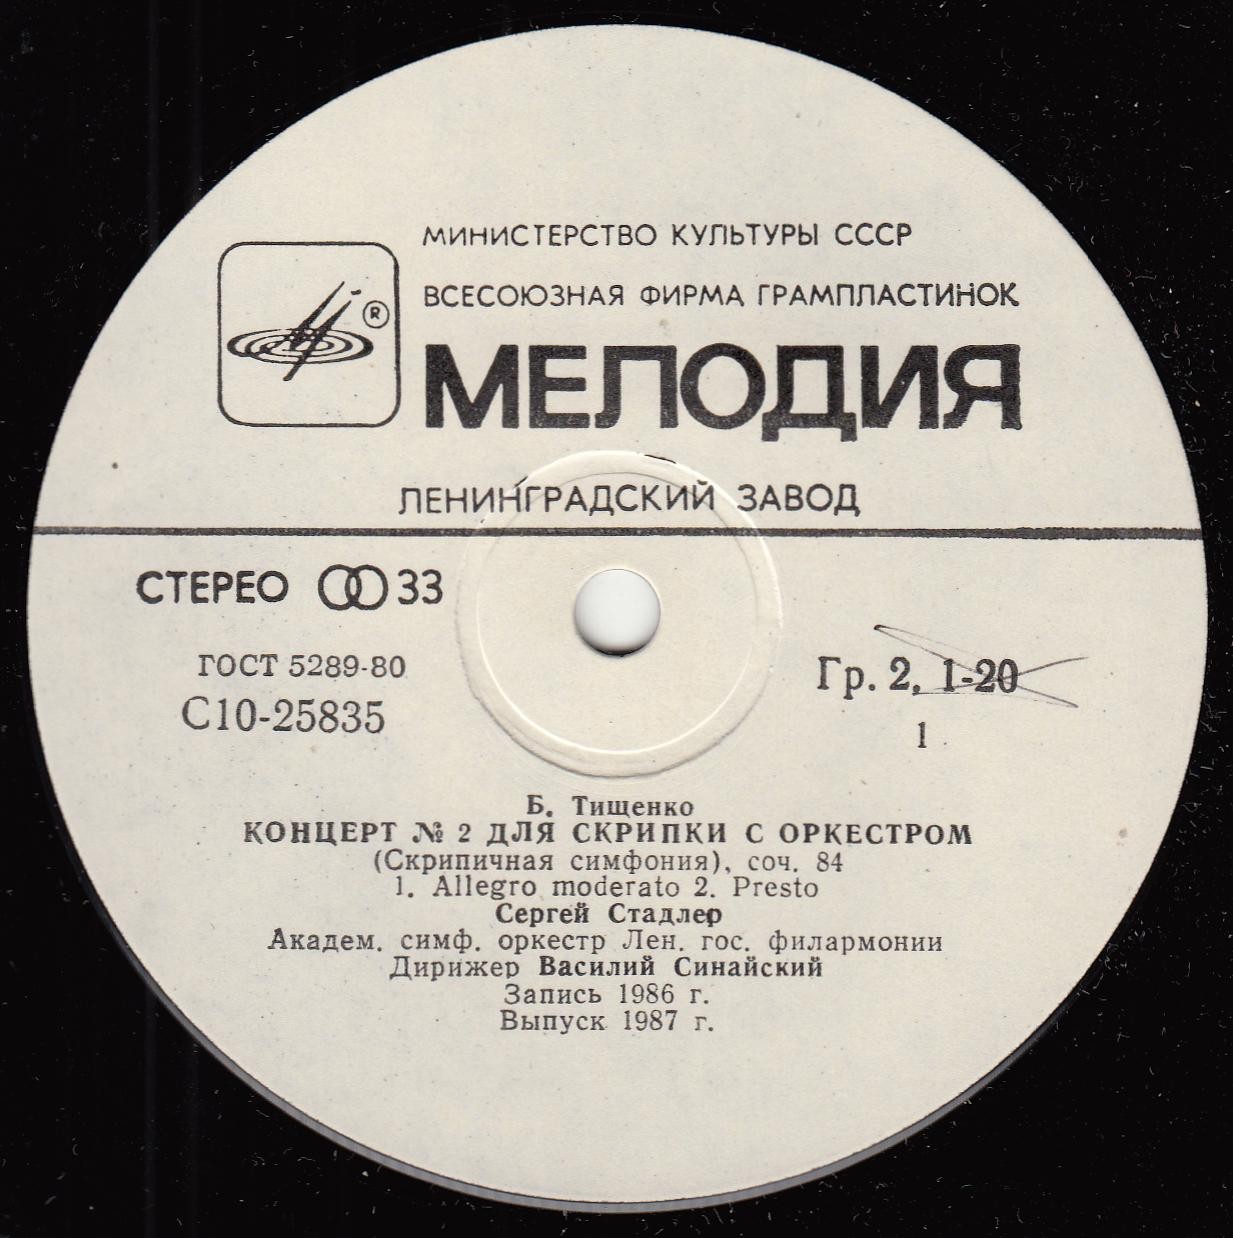 МИНИСТЕРСТВО КУЛЬТУРЫ СССР
ВСЕСОЮЗНАЯ ФИРМА ГРАМПЛАСТИНОК
®
МЕЛОДИЯ
ЛЕНИНГРАДСКИЙ ЗАВОД
СТЕРЕО 33
ГОСТ 5289-80
Гр. 2, 1-20
С10-25835
1
Б. Тищенко
КОНЦЕРТ № 2 ДЛЯ СКРИПКИ С ОРКЕСТРОМ
(Скрипичная симфония), соч. 84
1. Allegro moderato 2. Presto
Сергей Стадлер
Академ. симф. оркестр Лен. гос. филармонии
Дирижер Василий Синайский
Запись 1986 г.
Выпуск 1987 г.